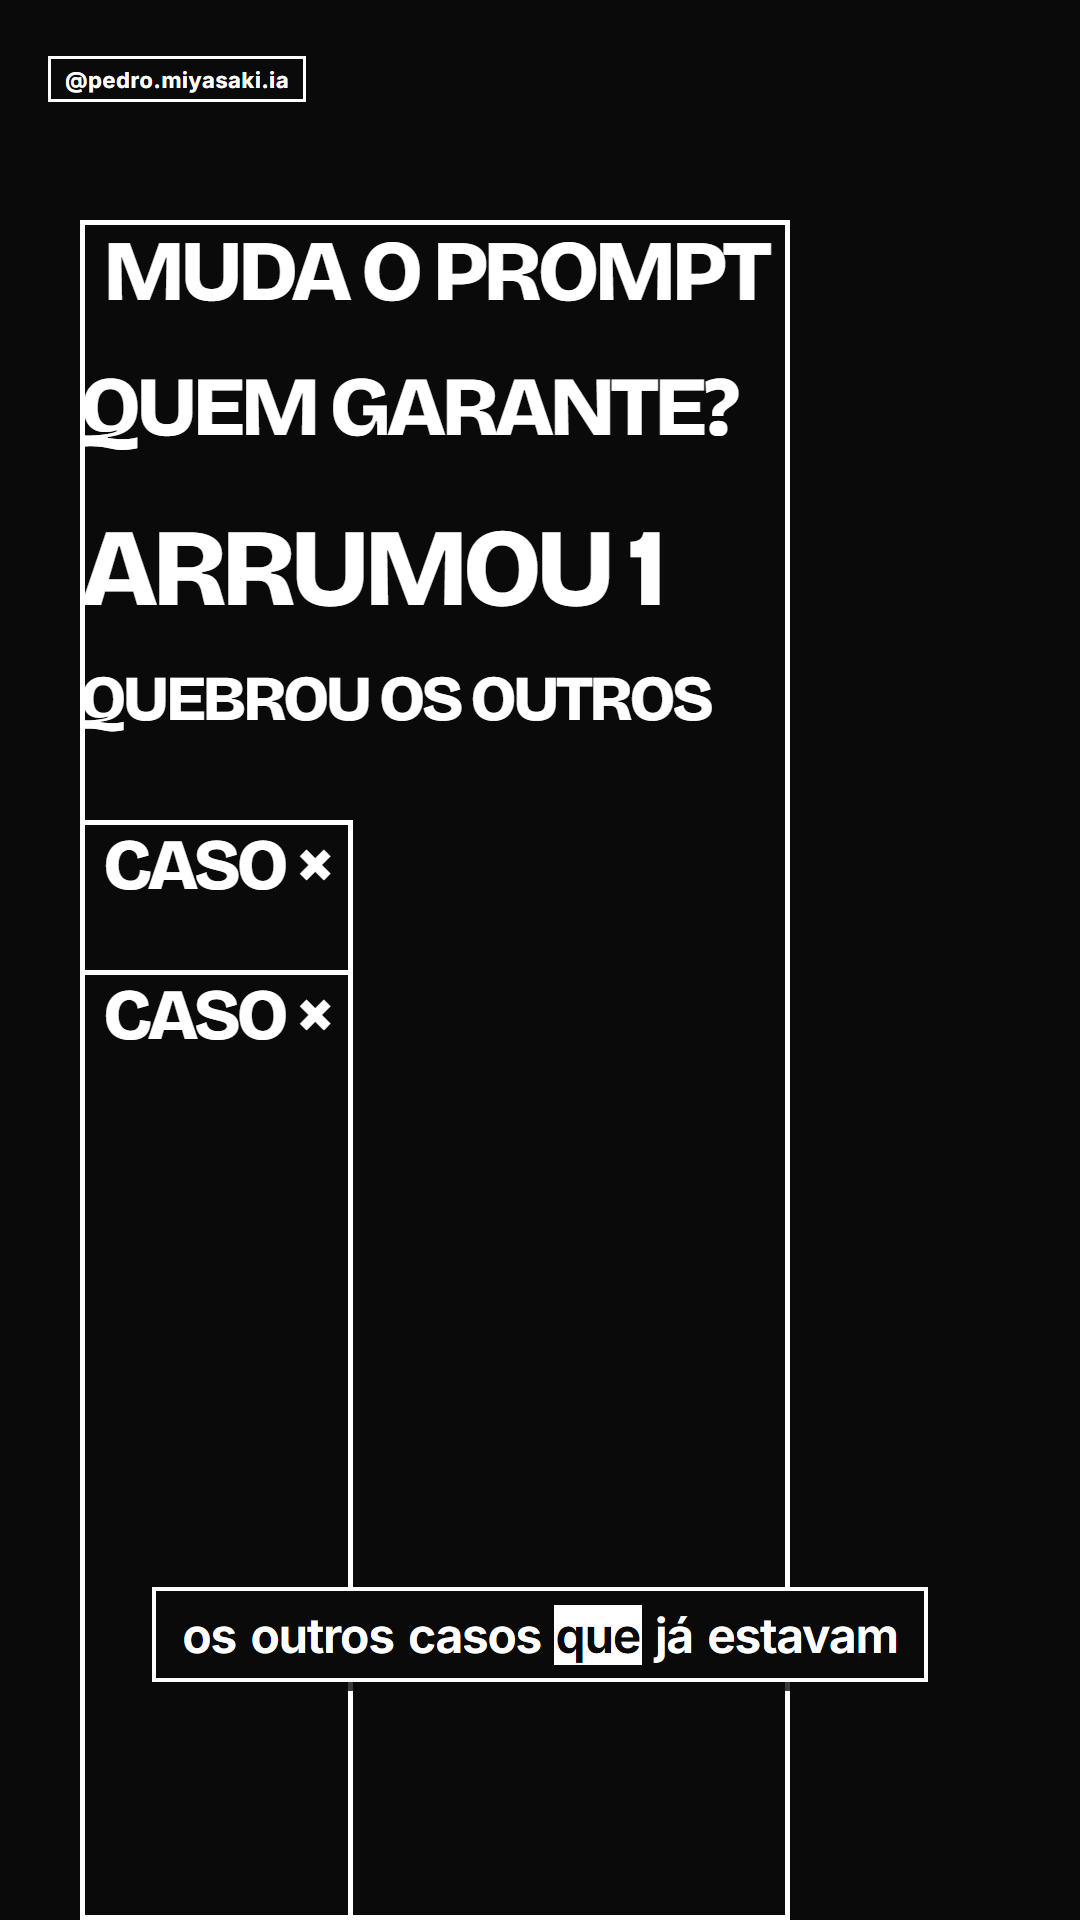 @pedro.miyasaki.ia
MUDA O PROMPT
QUEM GARANTE?
ARRUMOU 1
QUEBROU OS OUTROS
CASO ×
CASO ×
os outros casos que já estavam